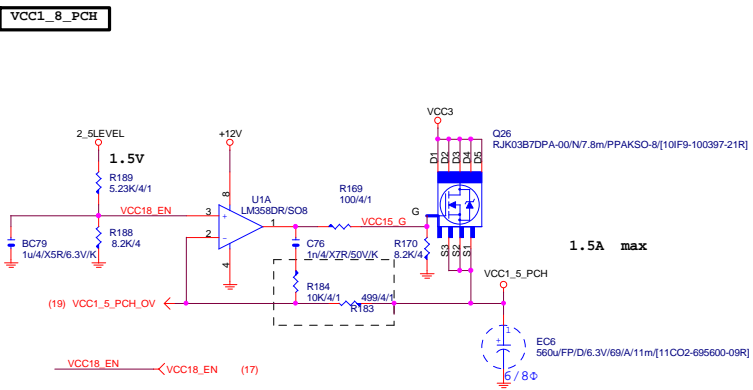 VCC1_8_PCH
VCC3
Q26
RJK03B7DPA-00/N/7.8m/PPAKSO-8/[10IF9-100397-21R]
2_5LEVEL
+12V
1.5V
D1
D2
D3
D4
D5
R189
5.23K/4/1
8
U1A
LM358DR/SO8
R169
100/4/1
VCC18_EN
3
+
1
VCC15_G
G
2
-
BC79
1u/4/X5R/6.3V/K
R188
8.2K/4
4
C76
1n/4/X7R/50V/K
R170
8.2K/4
S3
S2
S1
1.5A max
VCC1_5_PCH
R184
10K/4/1
499/4/1
R183
(19) VCC1_5_PCH_OV
1
+
EC6
560u/FP/D/6.3V/69/A/11m/[11CO2-695600-09R]
6/8Φ
VCC18_EN
VCC18_EN (17)